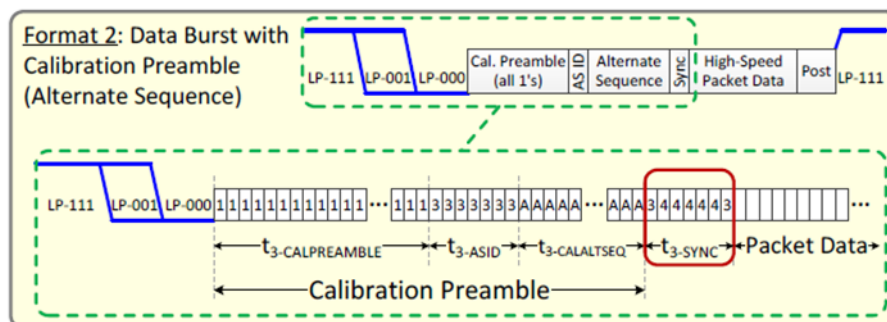 Format 2: Data Burst with
Calibration Preamble
(Alternate Sequence)
LP-111 LP-001 LP-000 Cal. Preamble (all 1's) AS ID Alternate Sequence Sync High-Speed Packet Data Post LP-111
LP-111 LP-001 LP-000 1 1 1 1 1 1 1 1 1 1 1 1 ••• 1 1 1 3 3 3 3 3 3 3 A A A A A ••• A A A 3 4 4 4 4 4 3 •••
t3-CALPREAMBLE t3-ASID t3-CALALTSEQ t3-SYNC Packet Data
Calibration Preamble